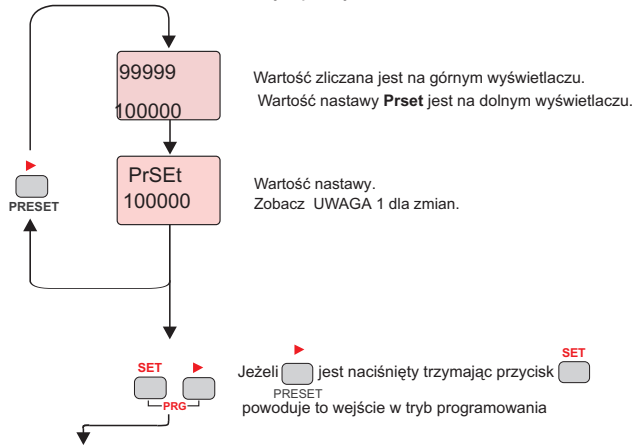 99999
100000
Wartość zliczana jest na górnym wyświetlaczu.
Wartość nastawy Prset jest na dolnym wyświetlaczu.
PrSEt
100000
Wartość nastawy.
Zobacz UWAGA 1 dla zmian.
PRESET
SET
PRG
Jeżeli jest naciśnięty trzymając przycisk SET
PRESET
powoduje to wejście w tryb programowania